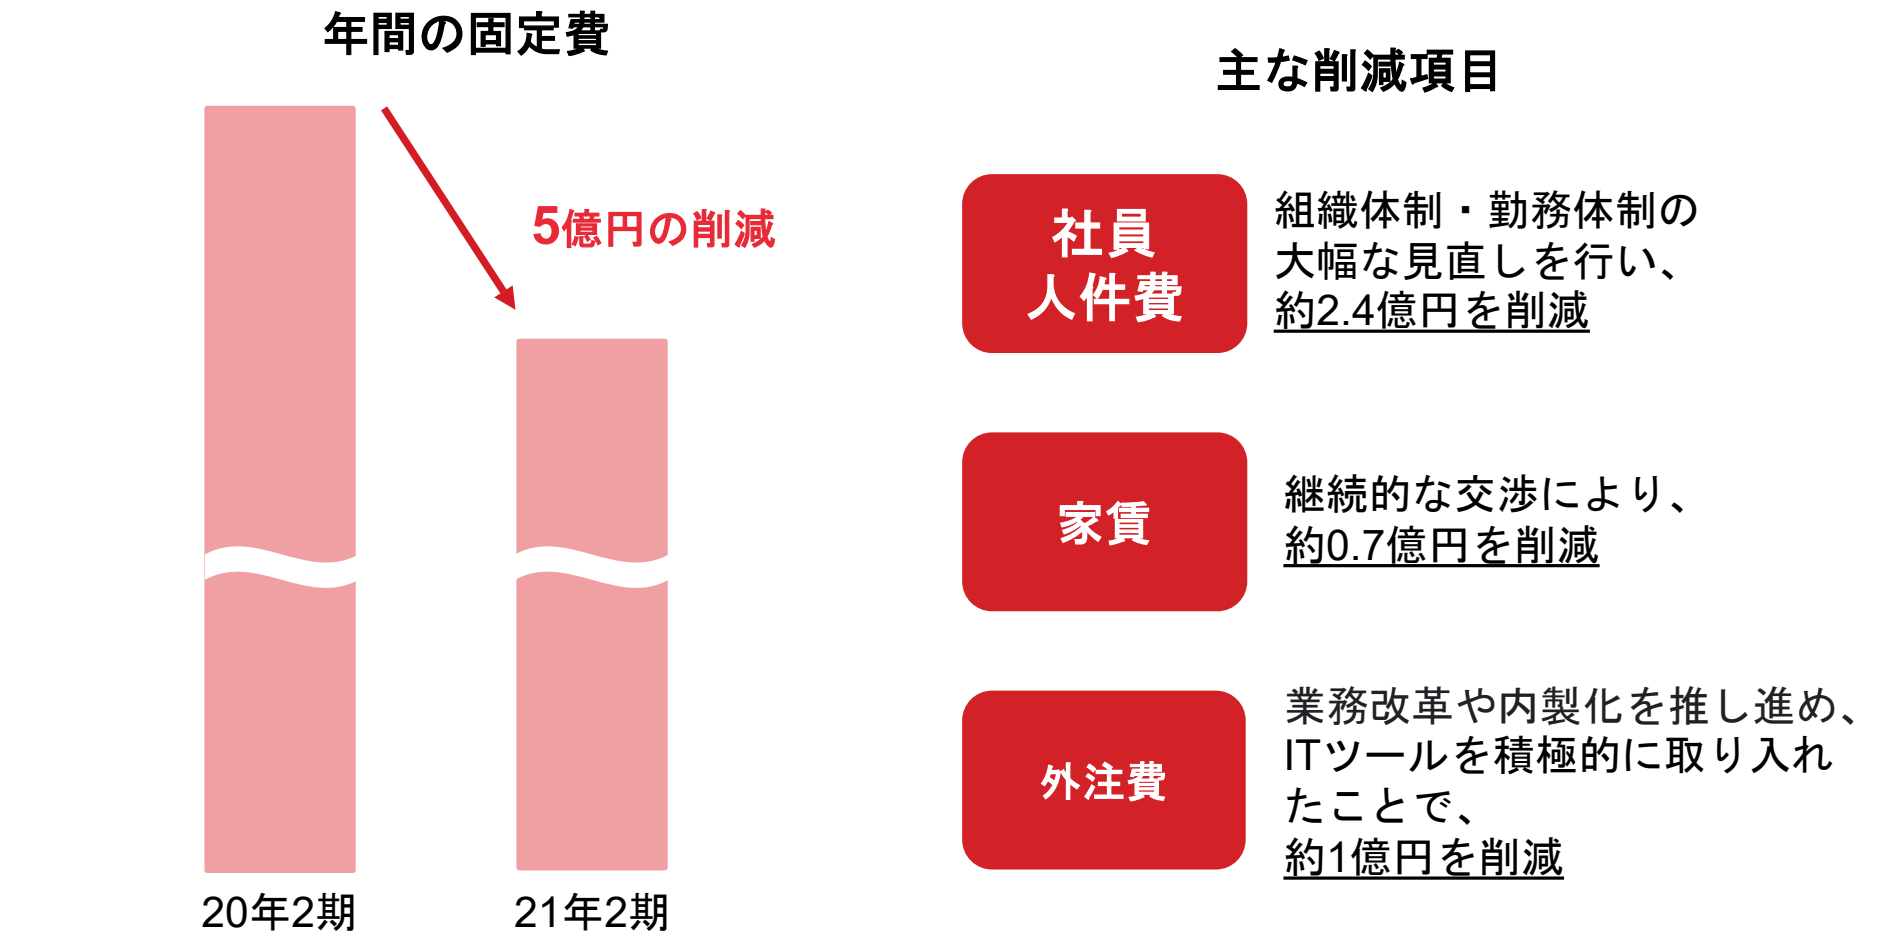 年間の固定費
5億円の削減
20年2期
21年2期
主な削減項目
社員
人件費
組織体制・勤務体制の
大幅な見直しを行い、
約2.4億円を削減
家賃
継続的な交渉により、
約0.7億円を削減
外注費
業務改革や内製化を推し進め、
ITツールを積極的に取り入れ
たことで、
約1億円を削減